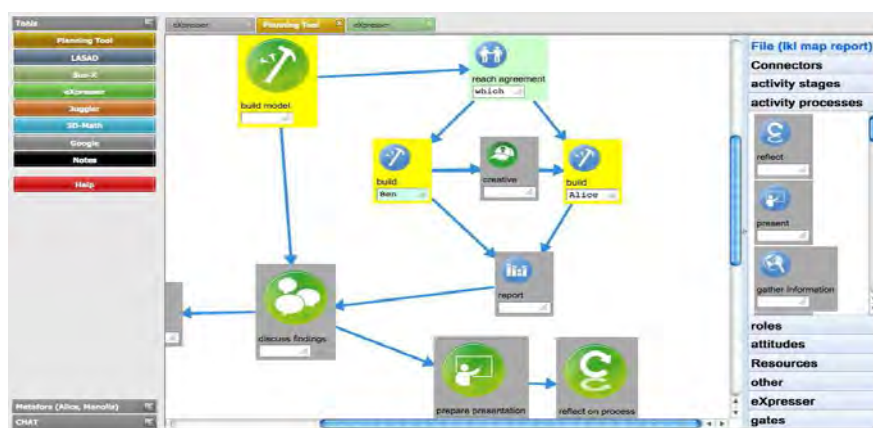 Tools
Planning Tool
LASAD
Sus-X
eXpresser
Juggler
3D-Math
Google
Notes
Help
Metafora (Alice, Manolis)
CHAT
eXpresser
Planning Tool
eXpresser
build model
reach agreement
which
build
Ben
creative
build
Alice
report
discuss findings
prepare presentation
reflect on process
File (lkl map report)
Connectors
activity stages
activity processes
reflect
present
gather information
roles
attitudes
Resources
other
eXpresser
gates